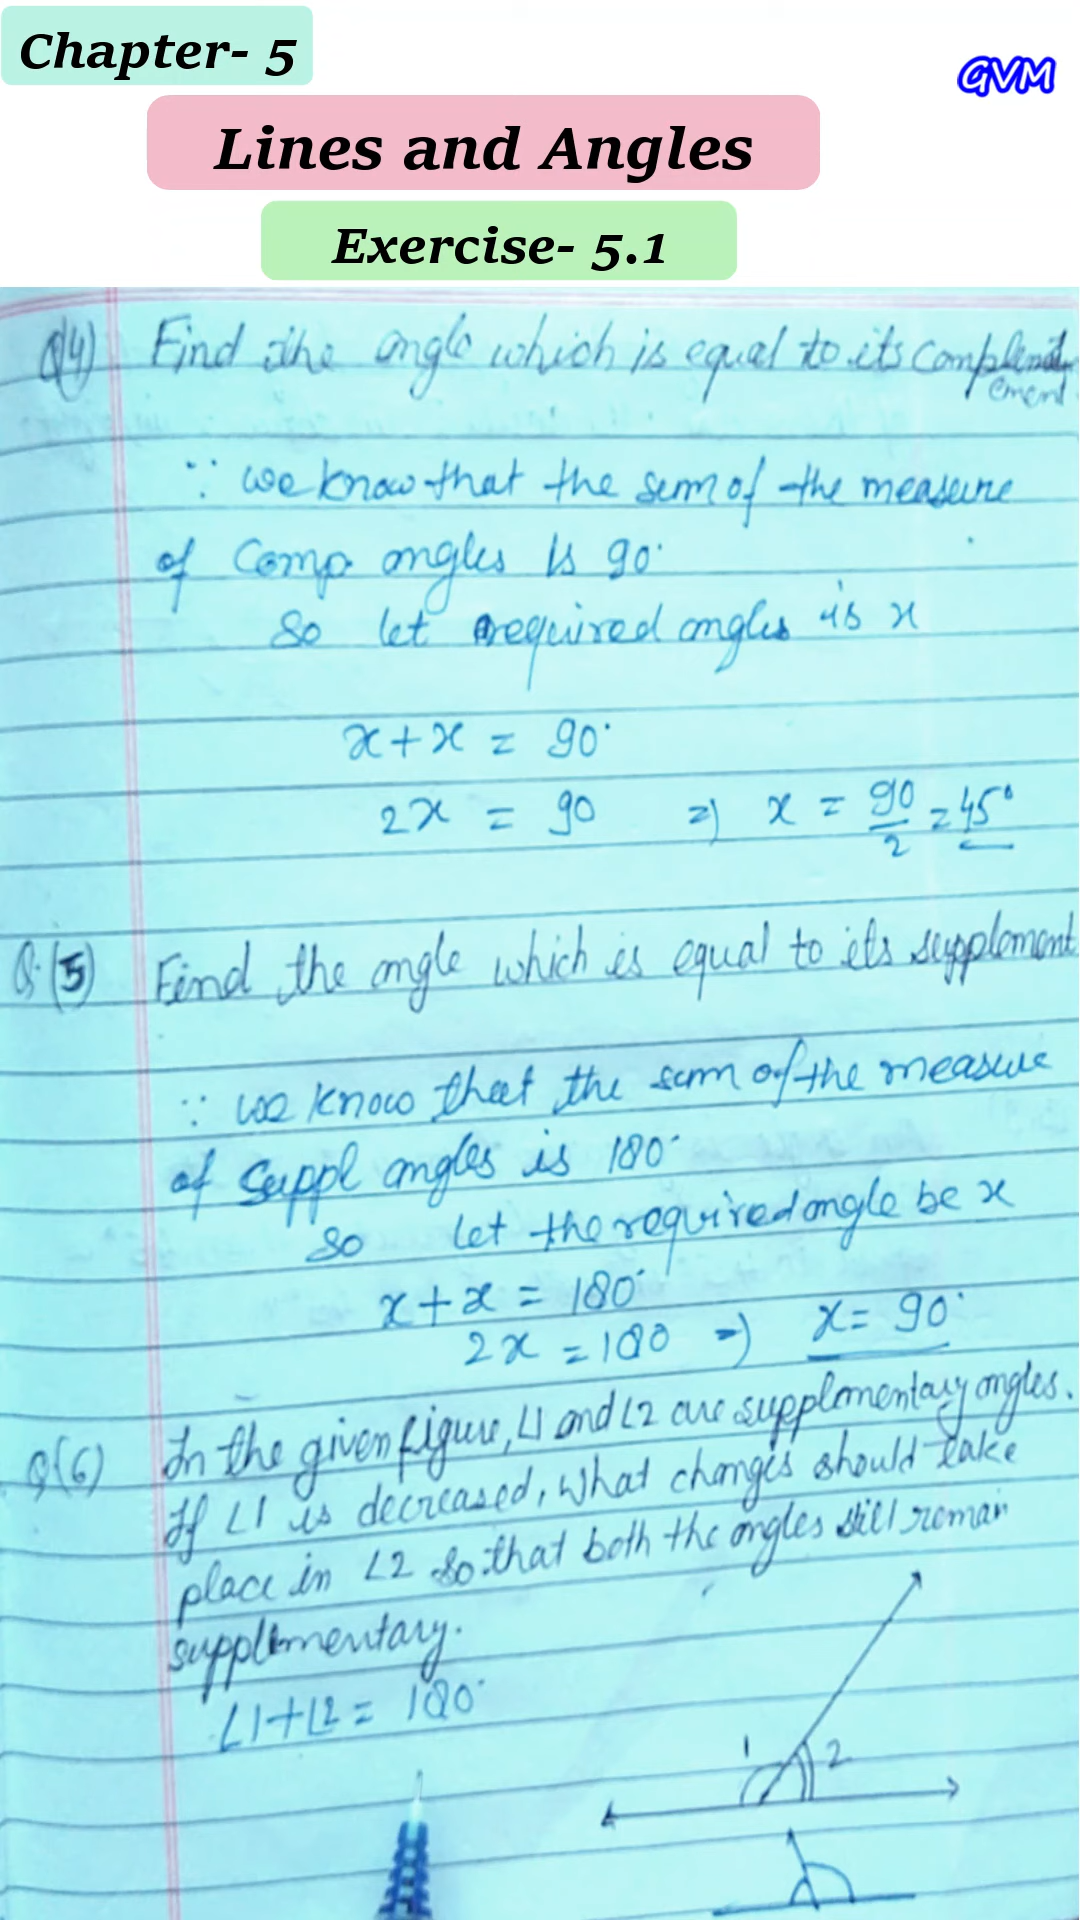 Chapter- 5
GVM
Lines and Angles
Exercise- 5.1
Q(4) Find the angle which is equal to its Complement
ement
∵ we know that the sum of the measure
of Comp. angles is 90°
So let required angles is x
x + x = 90°
2x = 90 ⇒ x = 90/2 = 45°
Q.(5) Find the angle which is equal to its supplement
∵ we know that the sum of the measure
of Suppl angles is 180°
So let the required angle be x
x + x = 180°
2x = 180 ⇒ x = 90°
Q(6) In the given figure, ∠1 and ∠2 are supplementary angles.
If ∠1 is decreased, what changes should take
place in ∠2 so that both the angles still remain
supplementary.
∠1+∠2 = 180°
1 2